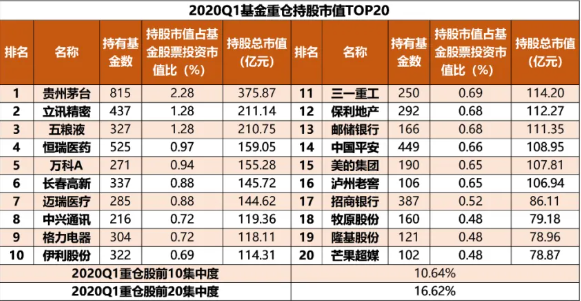 2020Q1基金重仓持股市值TOP20
排名 名称 持有基金数 持股市值占基金股票投资市值比（%） 持股总市值（亿元） 排名 名称 持有基金数 持股市值占基金股票投资市值比（%） 持股总市值（亿元）
1 贵州茅台 815 2.28 375.87 11 三一重工 250 0.69 114.20
2 立讯精密 437 1.28 211.14 12 保利地产 292 0.68 112.27
3 五粮液 327 1.28 210.75 13 邮储银行 166 0.68 111.35
4 恒瑞医药 525 0.97 159.05 14 中国平安 449 0.66 108.95
5 万科A 271 0.94 155.28 15 美的集团 190 0.65 107.81
6 长春高新 337 0.88 145.72 16 泸州老窖 106 0.65 106.94
7 迈瑞医疗 285 0.88 144.62 17 招商银行 387 0.52 86.11
8 中兴通讯 216 0.72 119.36 18 牧原股份 160 0.48 79.18
9 格力电器 304 0.72 118.11 19 隆基股份 121 0.48 78.96
10 伊利股份 322 0.69 114.31 20 芒果超媒 102 0.48 78.87
2020Q1重仓股前10集中度 10.64%
2020Q1重仓股前20集中度 16.62%